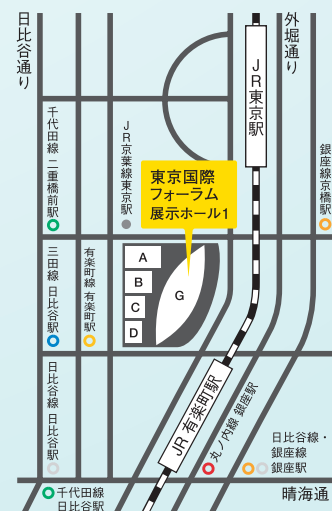 日比谷通り
外堀通り
JR東京駅
千代田線 二重橋前駅
JR京葉線東京駅
銀座線京橋駅
東京国際
フォーラム
展示ホール1
三田線 日比谷駅
有楽町線 有楽町駅
A
B
C
D
G
日比谷線 日比谷駅
JR 有楽町駅
丸ノ内線 銀座駅
日比谷線・
銀座線
銀座駅
千代田線
日比谷駅
晴海通